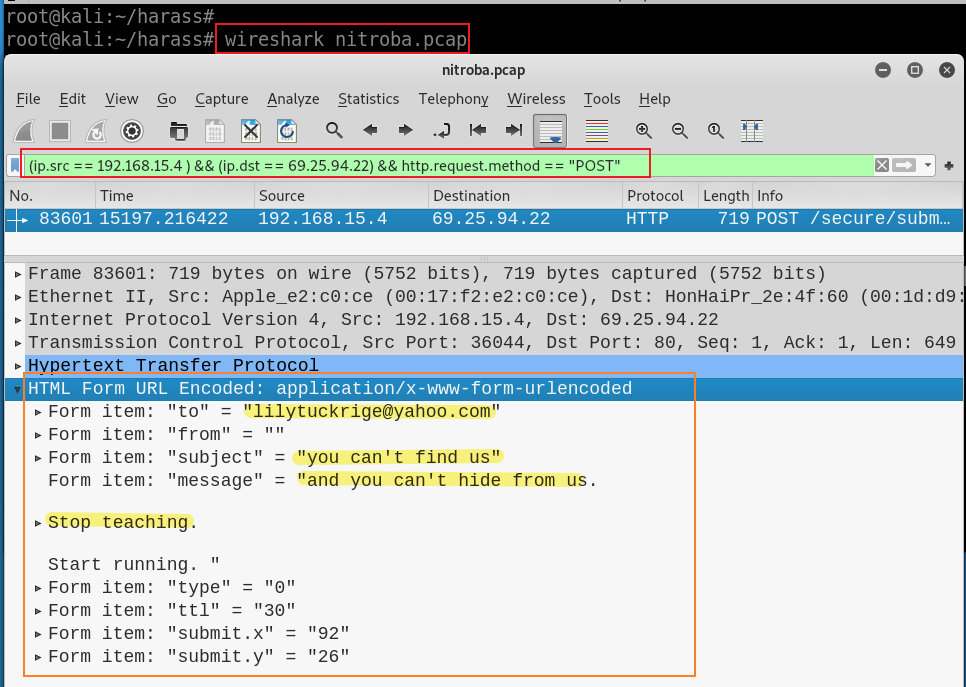 root@kali:~/harass#
root@kali:~/harass# wireshark nitroba.pcap
nitroba.pcap
File Edit View Go Capture Analyze Statistics Telephony Wireless Tools Help
(ip.src == 192.168.15.4 ) && (ip.dst == 69.25.94.22) && http.request.method == "POST"
No. Time Source Destination Protocol Length Info
83601 15197.216422 192.168.15.4 69.25.94.22 HTTP 719 POST /secure/subm…
Frame 83601: 719 bytes on wire (5752 bits), 719 bytes captured (5752 bits)
Ethernet II, Src: Apple_e2:c0:ce (00:17:f2:e2:c0:ce), Dst: HonHaiPr_2e:4f:60 (00:1d:d9:
Internet Protocol Version 4, Src: 192.168.15.4, Dst: 69.25.94.22
Transmission Control Protocol, Src Port: 36044, Dst Port: 80, Seq: 1, Ack: 1, Len: 649
Hypertext Transfer Protocol
HTML Form URL Encoded: application/x-www-form-urlencoded
Form item: "to" = "lilytuckrige@yahoo.com"
Form item: "from" = ""
Form item: "subject" = "you can't find us"
Form item: "message" = "and you can't hide from us.
Stop teaching.
Start running. "
Form item: "type" = "0"
Form item: "ttl" = "30"
Form item: "submit.x" = "92"
Form item: "submit.y" = "26"